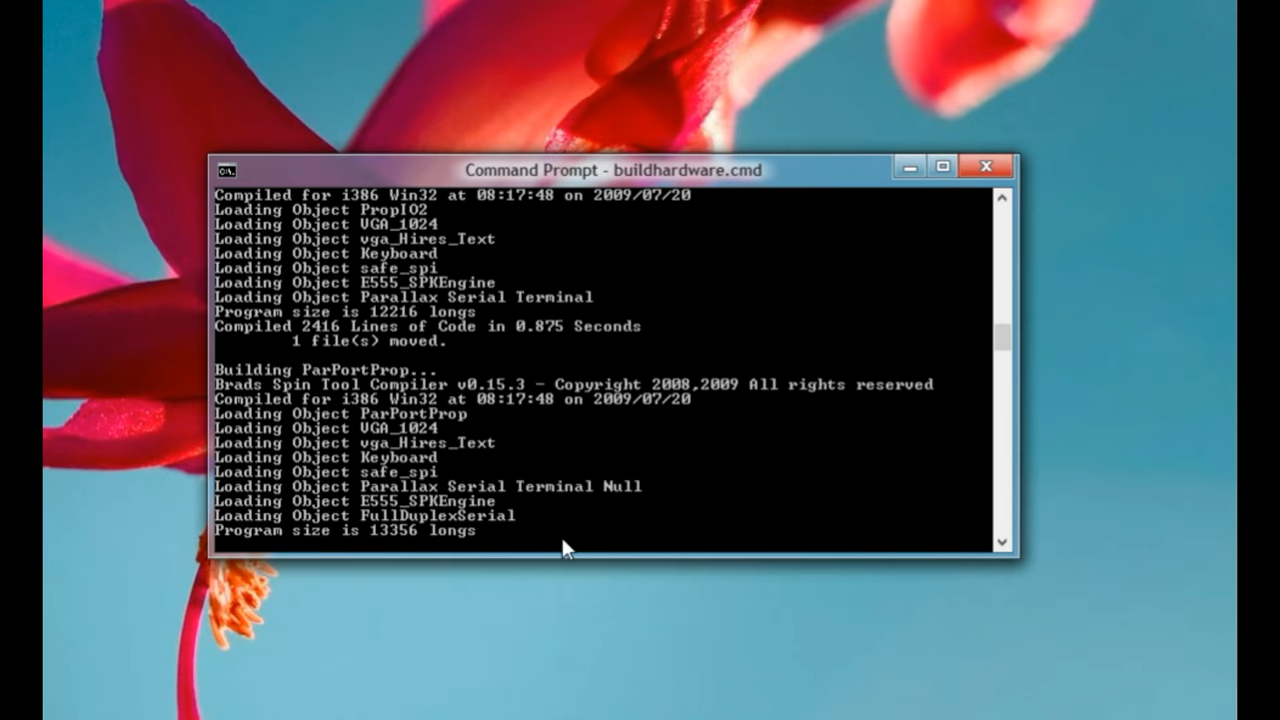 Command Prompt - buildhardware.cmd
Compiled for i386 Win32 at 08:17:48 on 2009/07/20
Loading Object PropIO2
Loading Object VGA_1024
Loading Object vga_Hires_Text
Loading Object Keyboard
Loading Object safe_spi
Loading Object E555_SPKEngine
Loading Object Parallax Serial Terminal
Program size is 12216 longs
Compiled 2416 Lines of Code in 0.875 Seconds
1 file(s) moved.
Building ParPortProp...
Brads Spin Tool Compiler v0.15.3 - Copyright 2008,2009 All rights reserved
Compiled for i386 Win32 at 08:17:48 on 2009/07/20
Loading Object ParPortProp
Loading Object VGA_1024
Loading Object vga_Hires_Text
Loading Object Keyboard
Loading Object safe_spi
Loading Object Parallax Serial Terminal Null
Loading Object E555_SPKEngine
Loading Object FullDuplexSerial
Program size is 13356 longs